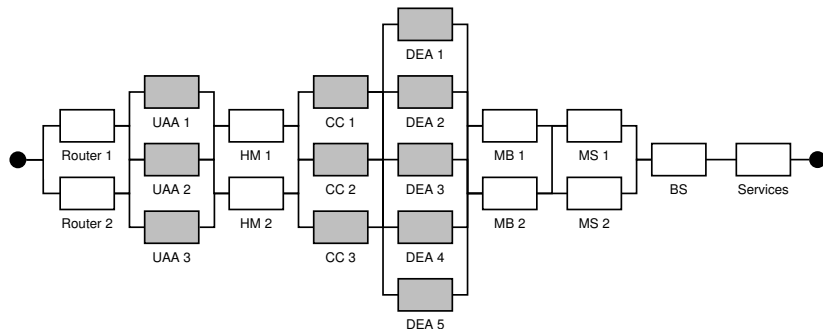 DEA 1
UAA 1
CC 1
DEA 2
Router 1
HM 1
MB 1
MS 1
UAA 2
CC 2
DEA 3
BS
Services
Router 2
HM 2
MB 2
MS 2
UAA 3
CC 3
DEA 4
DEA 5